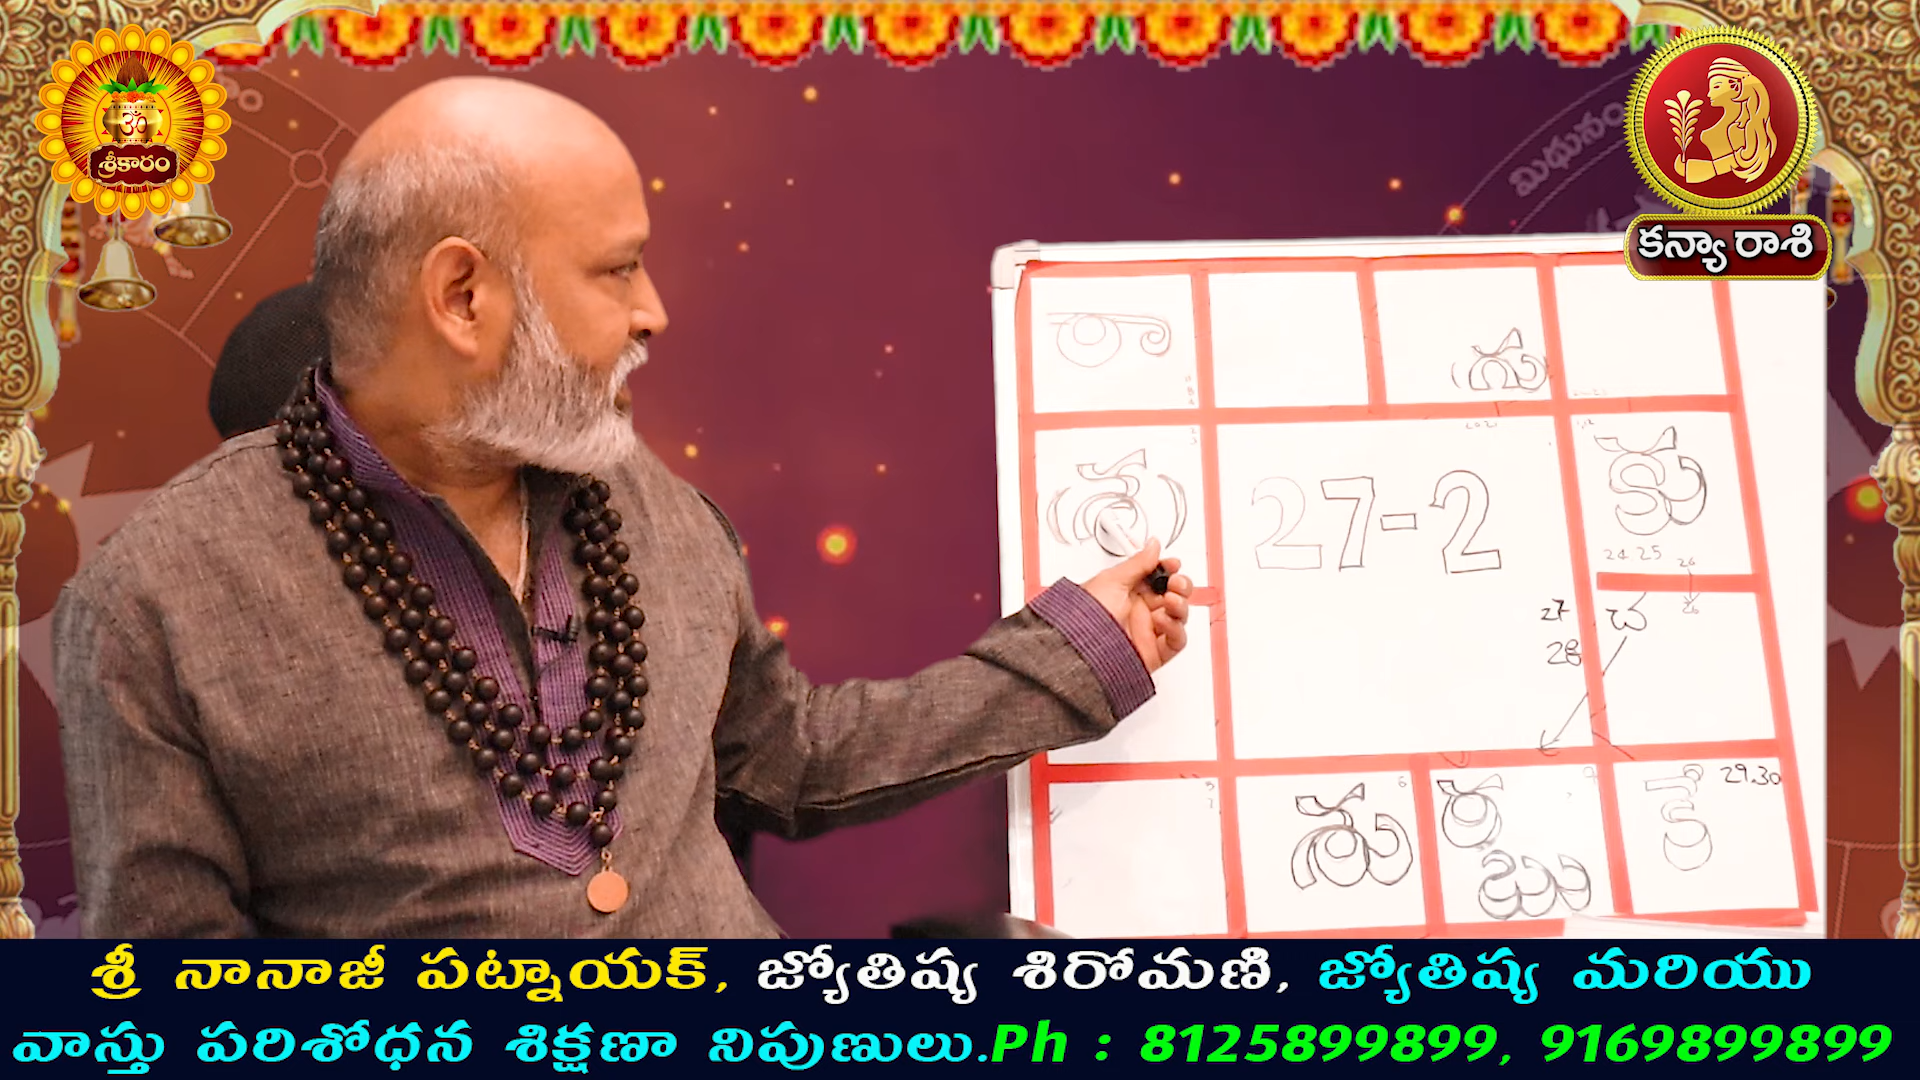 శ్రీకారం
మిథునం
కన్యా రాశి
రా
(గు
(శ)
కు
27-2
24 25
26
26
27
చ
28
29.30
శు
ర
బు
కే
శ్రీ నానాజీ పట్నాయక్, జ్యోతిష్య శిరోమణి, జ్యోతిష్య మరియు
వాస్తు పరిశోధన శిక్షణా నిపుణులు.Ph : 8125899899, 9169899899